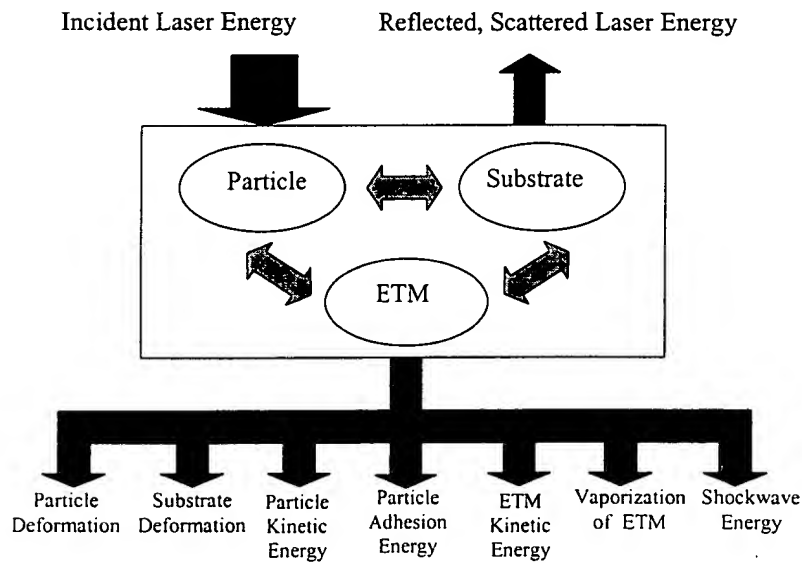 Incident Laser Energy
Reflected, Scattered Laser Energy
Particle
Substrate
ETM
Particle
Deformation
Substrate
Deformation
Particle
Kinetic
Energy
Particle
Adhesion
Energy
ETM
Kinetic
Energy
Vaporization
of ETM
Shockwave
Energy